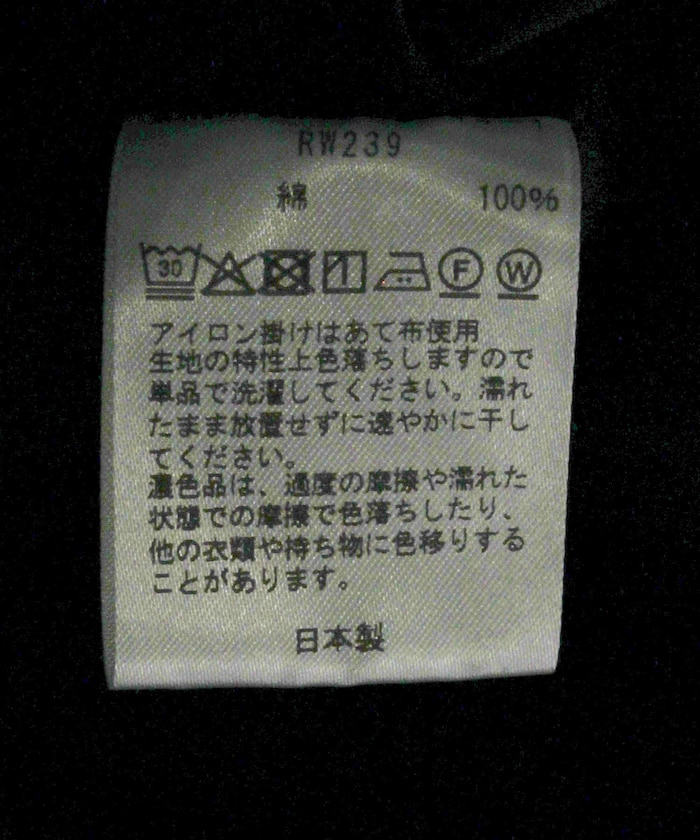 RW239
綿 100%
30 F W
アイロン掛けはあて布使用
生地の特性上色落ちしますので
単品で洗濯してください。濡れ
たまま放置せずに速やかに干し
てください。
濃色品は、過度の摩擦や濡れた
状態での摩擦で色落ちしたり、
他の衣類や持ち物に色移りする
ことがあります。
日本製